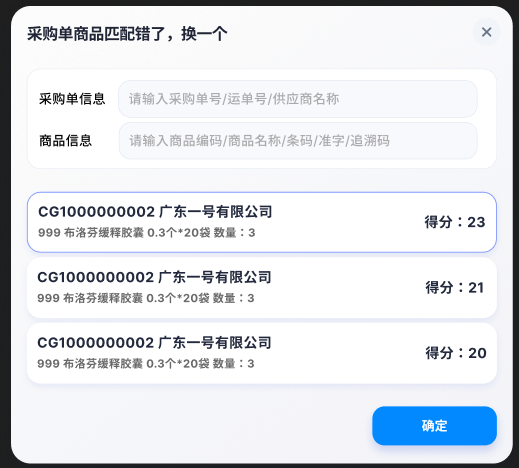 采购单商品匹配错了，换一个
采购单信息
请输入采购单号/运单号/供应商名称
商品信息
请输入商品编码/商品名称/条码/准字/追溯码
CG1000000002 广东一号有限公司
999 布洛芬缓释胶囊 0.3个*20袋 数量：3
得分：23
CG1000000002 广东一号有限公司
999 布洛芬缓释胶囊 0.3个*20袋 数量：3
得分：21
CG1000000002 广东一号有限公司
999 布洛芬缓释胶囊 0.3个*20袋 数量：3
得分：20
确定